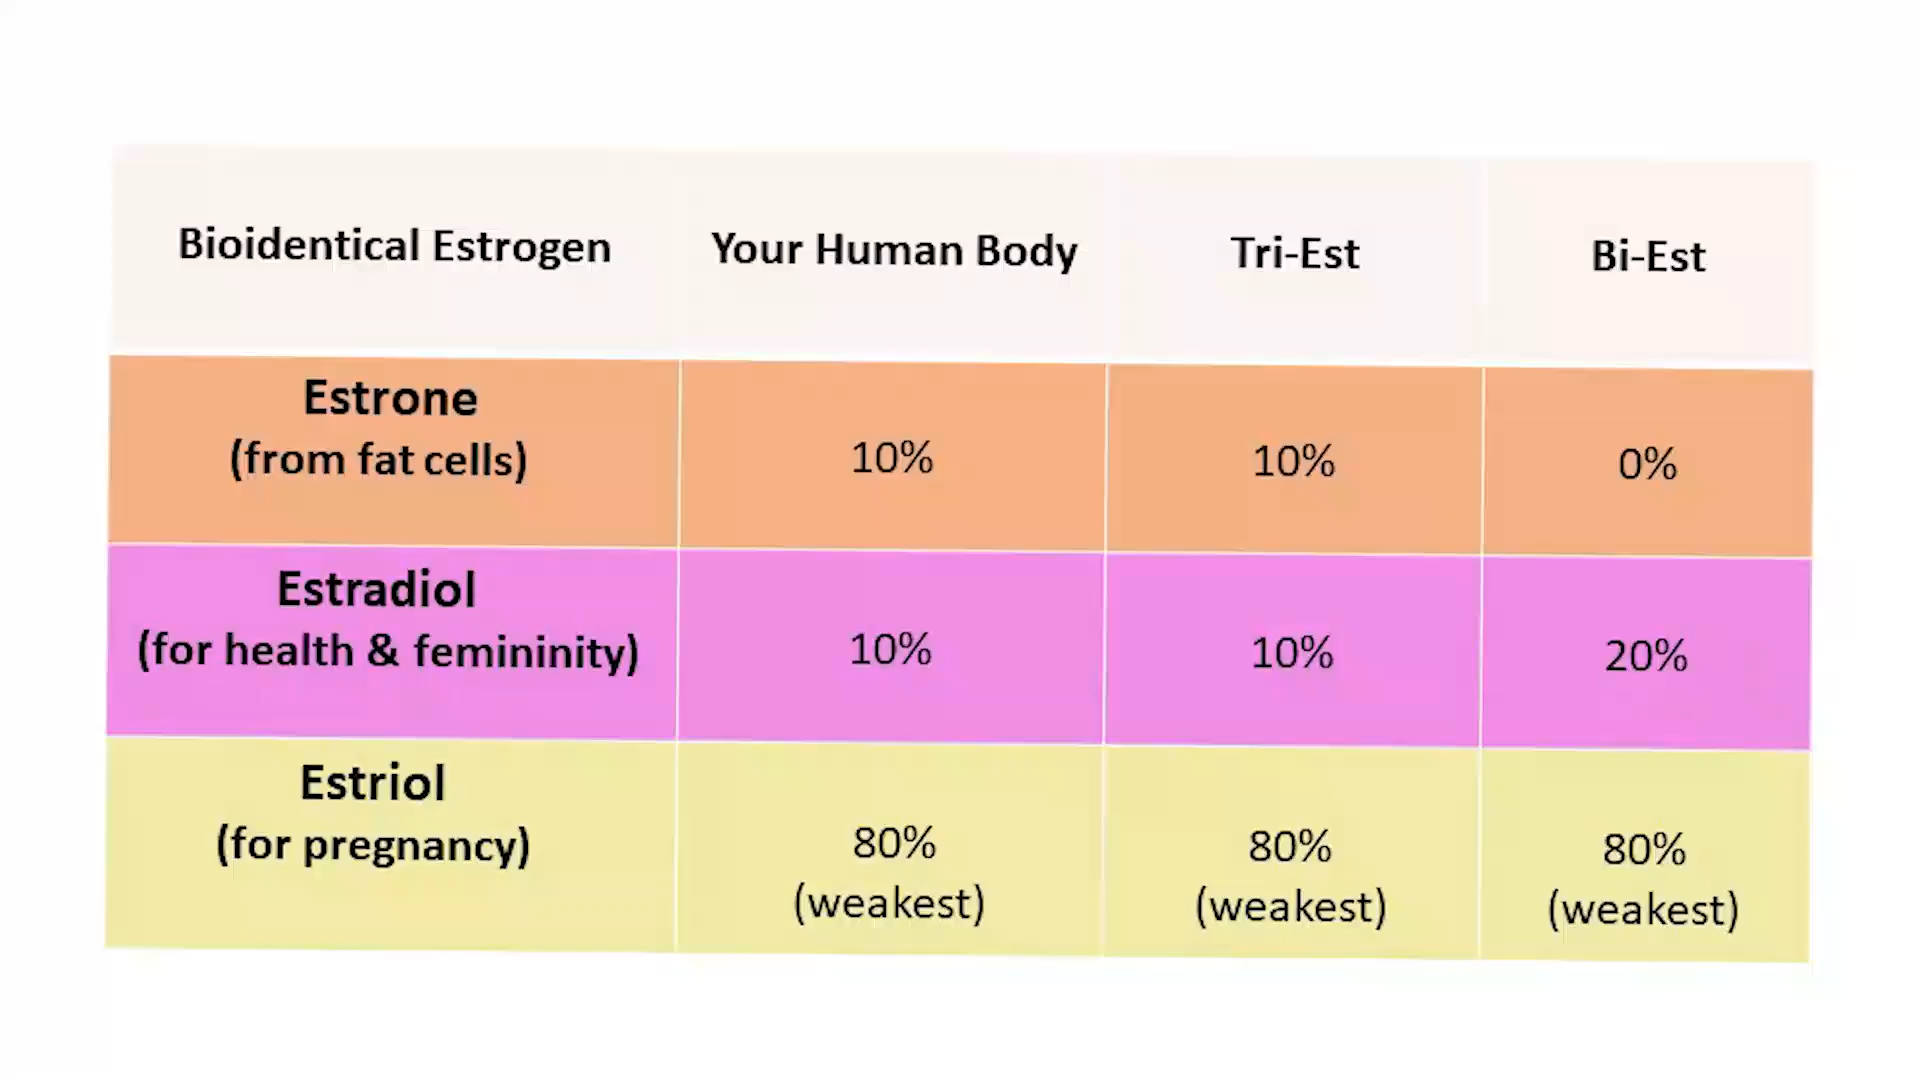 Bioidentical Estrogen
Your Human Body
Tri-Est
Bi-Est
Estrone
(from fat cells)
10%
10%
0%
Estradiol
(for health & femininity)
10%
10%
20%
Estriol
(for pregnancy)
80%
(weakest)
80%
(weakest)
80%
(weakest)